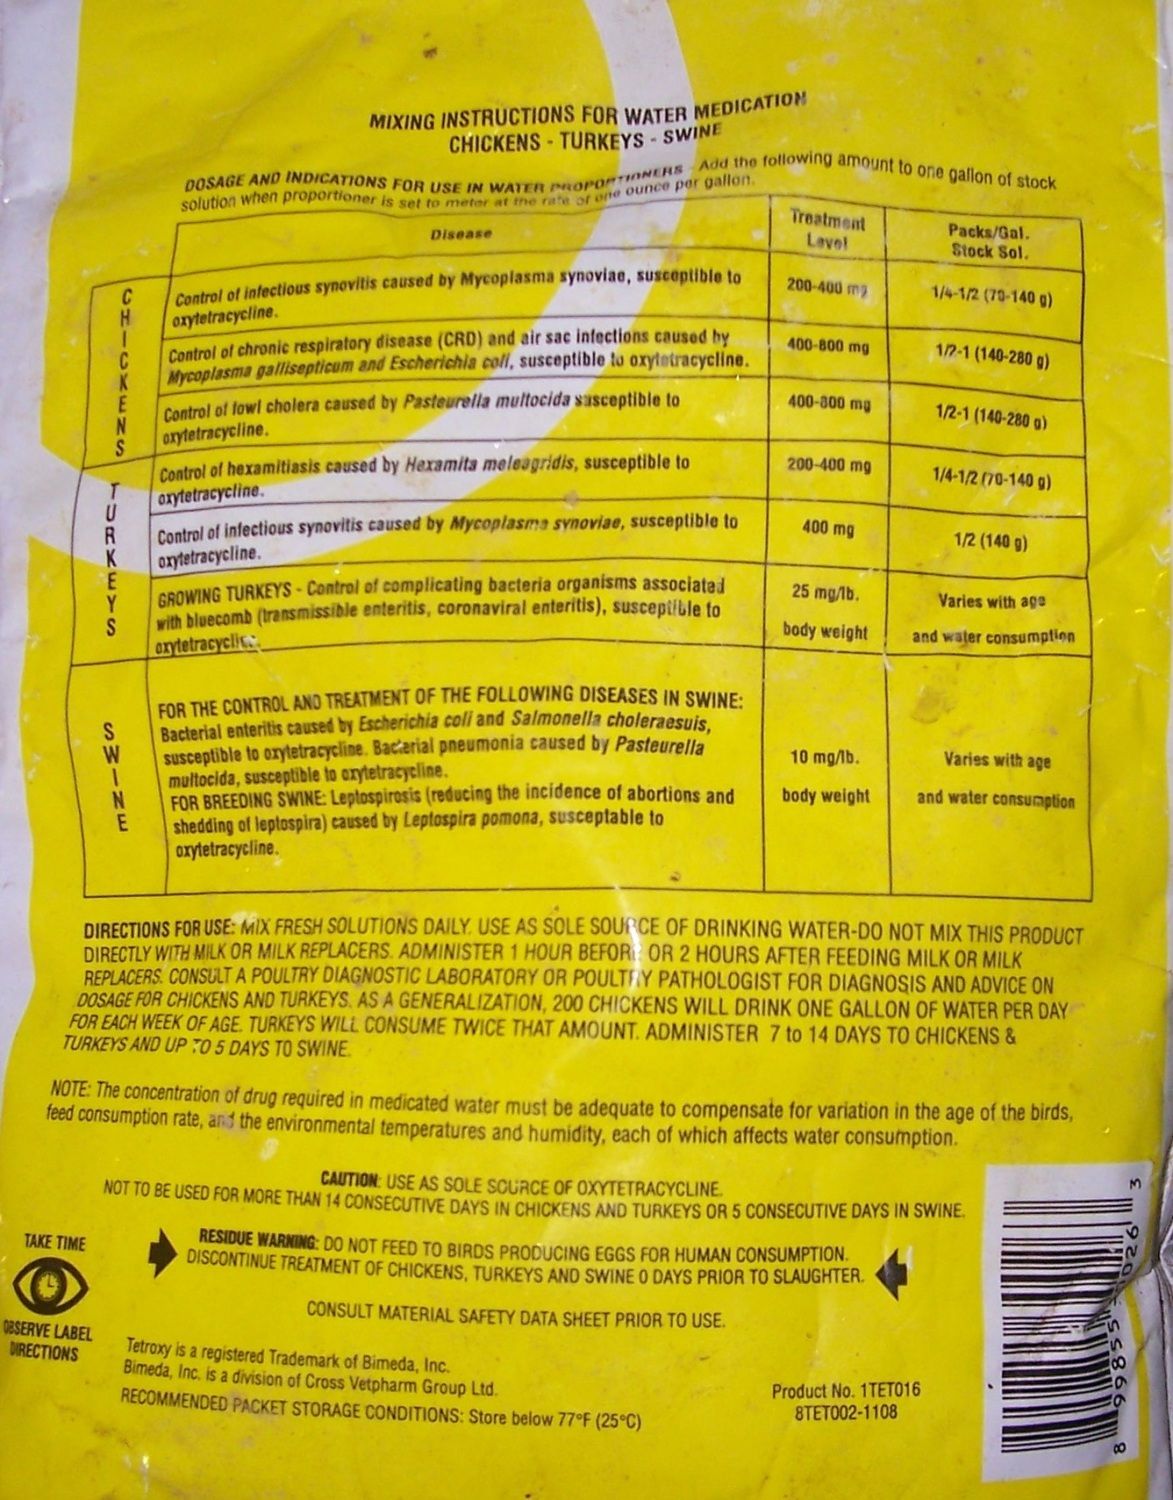 MIXING INSTRUCTIONS FOR WATER MEDICATION
CHICKENS - TURKEYS - SWINE
DOSAGE AND INDICATIONS FOR USE IN WATER PROPORTIONERS - Add the following amount to one gallon of stock
solution when proportioner is set to meter at the rate of one ounce per gallon.
Disease
Treatment
Level
Packs/Gal.
Stock Sol.
CHICKENS
Control of infectious synovitis caused by Mycoplasma synoviae, susceptible to
oxytetracycline.
200-400 mg
1/4-1/2 (70-140 g)
Control of chronic respiratory disease (CRD) and air sac infections caused by
Mycoplasma gallisepticum and Escherichia coli, susceptible to oxytetracycline.
400-800 mg
1/2-1 (140-280 g)
Control of fowl cholera caused by Pasteurella multocida susceptible to
oxytetracycline.
400-800 mg
1/2-1 (140-280 g)
TURKEYS
Control of hexamitiasis caused by Hexamita meleagridis, susceptible to
oxytetracycline.
200-400 mg
1/4-1/2 (70-140 g)
Control of infectious synovitis caused by Mycoplasma synoviae, susceptible to
oxytetracycline.
400 mg
1/2 (140 g)
GROWING TURKEYS - Control of complicating bacteria organisms associated
with bluecomb (transmissible enteritis, coronaviral enteritis), susceptible to
oxytetracycline.
25 mg/lb.
body weight
Varies with age
and water consumption
SWINE
FOR THE CONTROL AND TREATMENT OF THE FOLLOWING DISEASES IN SWINE:
Bacterial enteritis caused by Escherichia coli and Salmonella choleraesuis,
susceptible to oxytetracycline. Bacterial pneumonia caused by Pasteurella
multocida, susceptible to oxytetracycline.
FOR BREEDING SWINE: Leptospirosis (reducing the incidence of abortions and
shedding of leptospira) caused by Leptospira pomona, susceptable to
oxytetracycline.
10 mg/lb.
body weight
Varies with age
and water consumption
DIRECTIONS FOR USE: MIX FRESH SOLUTIONS DAILY. USE AS SOLE SOURCE OF DRINKING WATER-DO NOT MIX THIS PRODUCT
DIRECTLY WITH MILK OR MILK REPLACERS. ADMINISTER 1 HOUR BEFORE OR 2 HOURS AFTER FEEDING MILK OR MILK
REPLACERS. CONSULT A POULTRY DIAGNOSTIC LABORATORY OR POULTRY PATHOLOGIST FOR DIAGNOSIS AND ADVICE ON
DOSAGE FOR CHICKENS AND TURKEYS. AS A GENERALIZATION, 200 CHICKENS WILL DRINK ONE GALLON OF WATER PER DAY
FOR EACH WEEK OF AGE. TURKEYS WILL CONSUME TWICE THAT AMOUNT. ADMINISTER 7 to 14 DAYS TO CHICKENS &
TURKEYS AND UP TO 5 DAYS TO SWINE.
NOTE: The concentration of drug required in medicated water must be adequate to compensate for variation in the age of the birds,
feed consumption rate, and the environmental temperatures and humidity, each of which affects water consumption.
CAUTION: USE AS SOLE SOURCE OF OXYTETRACYCLINE.
NOT TO BE USED FOR MORE THAN 14 CONSECUTIVE DAYS IN CHICKENS AND TURKEYS OR 5 CONSECUTIVE DAYS IN SWINE.
RESIDUE WARNING: DO NOT FEED TO BIRDS PRODUCING EGGS FOR HUMAN CONSUMPTION.
DISCONTINUE TREATMENT OF CHICKENS, TURKEYS AND SWINE 0 DAYS PRIOR TO SLAUGHTER.
TAKE TIME
OBSERVE LABEL
DIRECTIONS
CONSULT MATERIAL SAFETY DATA SHEET PRIOR TO USE.
Tetroxy is a registered Trademark of Bimeda, Inc.
Bimeda, Inc. is a division of Cross Vetpharm Group Ltd.
RECOMMENDED PACKET STORAGE CONDITIONS: Store below 77°F (25°C)
Product No. 1TET016
8TET002-1108